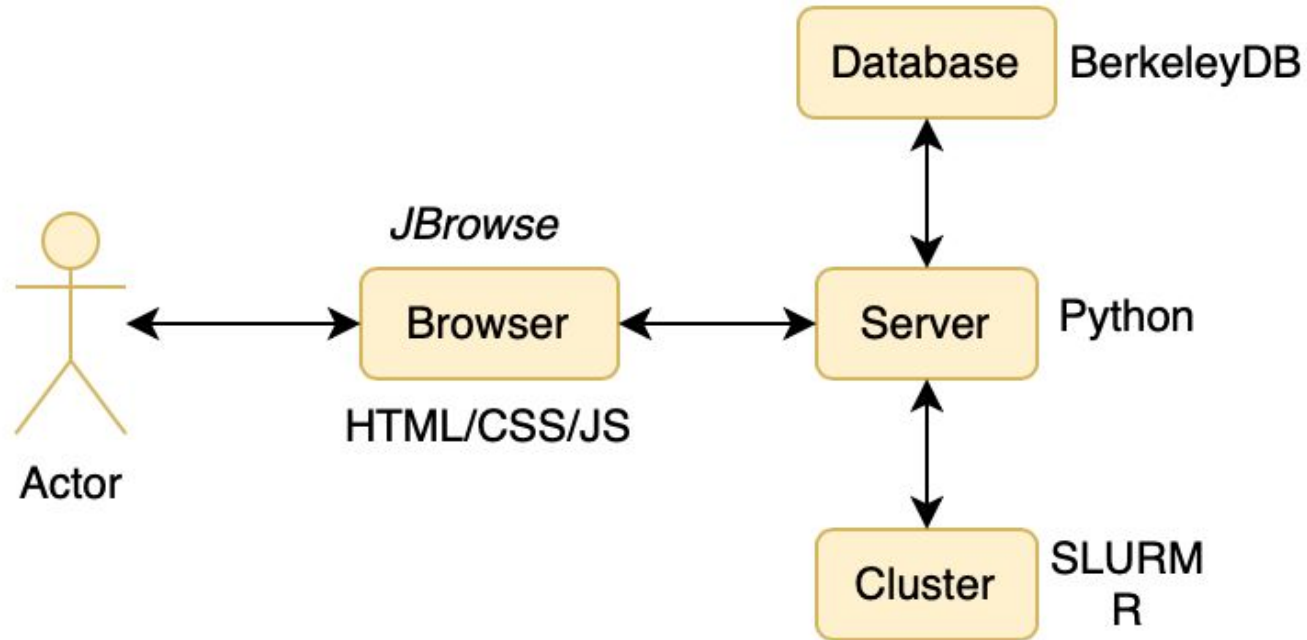 Database
BerkeleyDB
JBrowse
Browser
Server
Python
HTML/CSS/JS
Actor
Cluster
SLURM
R